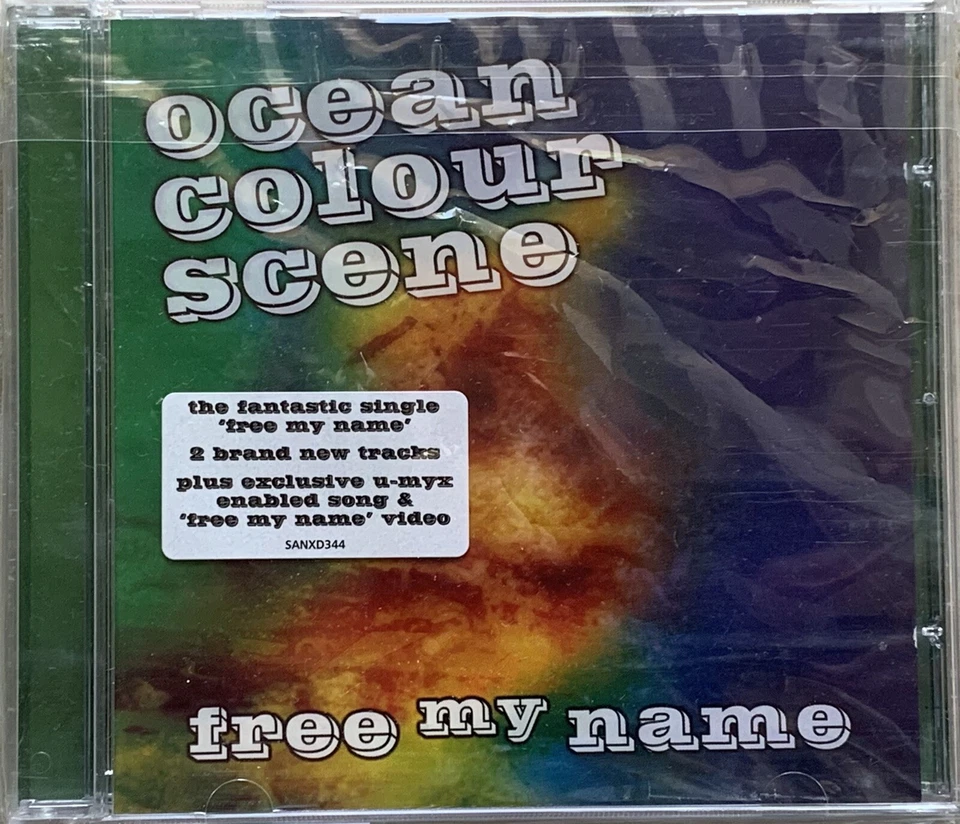 ocean
colour
scene
the fantastic single
'free my name'
2 brand new tracks
plus exclusive u-myx
enabled song &
'free my name' video
SANXD344
free my name